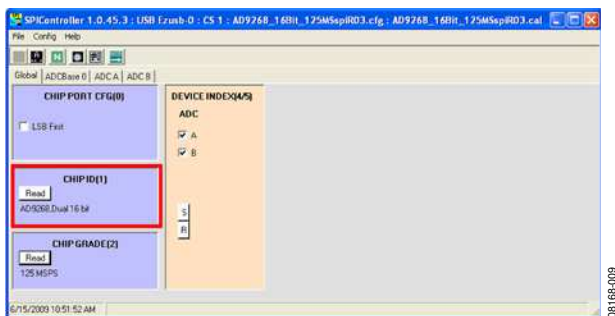 SPIController 1.0.45.3 : USB Ezusb-0 : CS 1 : AD9268_16Bit_125MSspiR03.cfg : AD9268_16Bit_125MSspiR03.cal
File Config Help
Global ADCBase 0 ADC A ADC B
CHIP PORT CFG(0)
LSB First
DEVICE INDEX(4/5)
ADC
A
B
CHIP ID(1)
Read
AD9268,Dual 16-bit
S
R
CHIP GRADE(2)
Read
125 MSPS
6/15/2009 10:51:52 AM
08168-009